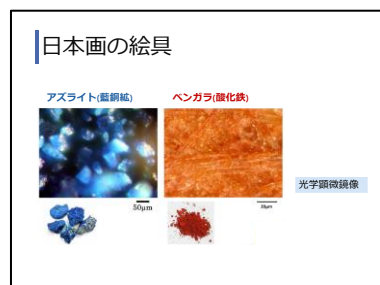 日本画の絵具
アズライト(藍銅鉱)
ベンガラ(酸化鉄)
光学顕微鏡像
50μm